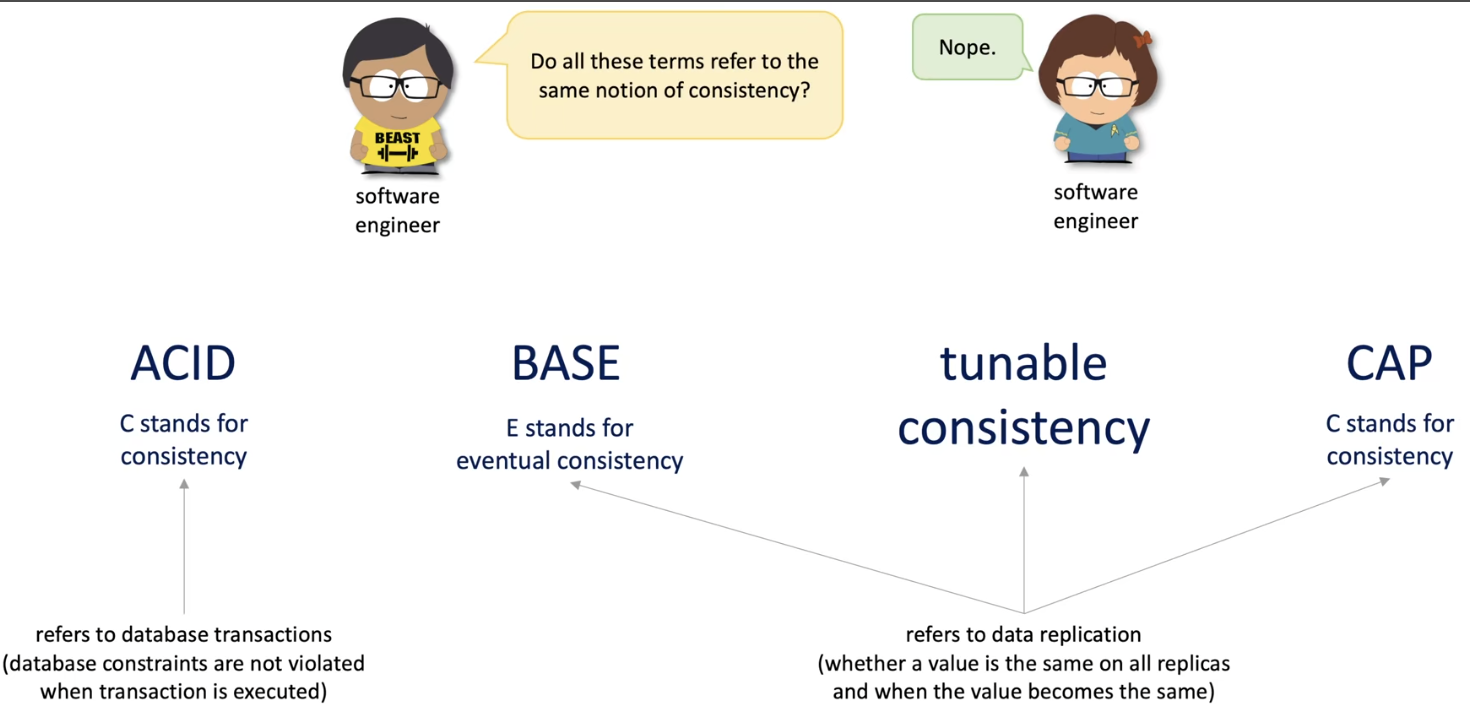 Do all these terms refer to the
same notion of consistency?
Nope.
BEAST
software
engineer
software
engineer
ACID
C stands for
consistency
BASE
E stands for
eventual consistency
tunable
consistency
CAP
C stands for
consistency
refers to database transactions
(database constraints are not violated
when transaction is executed)
refers to data replication
(whether a value is the same on all replicas
and when the value becomes the same)